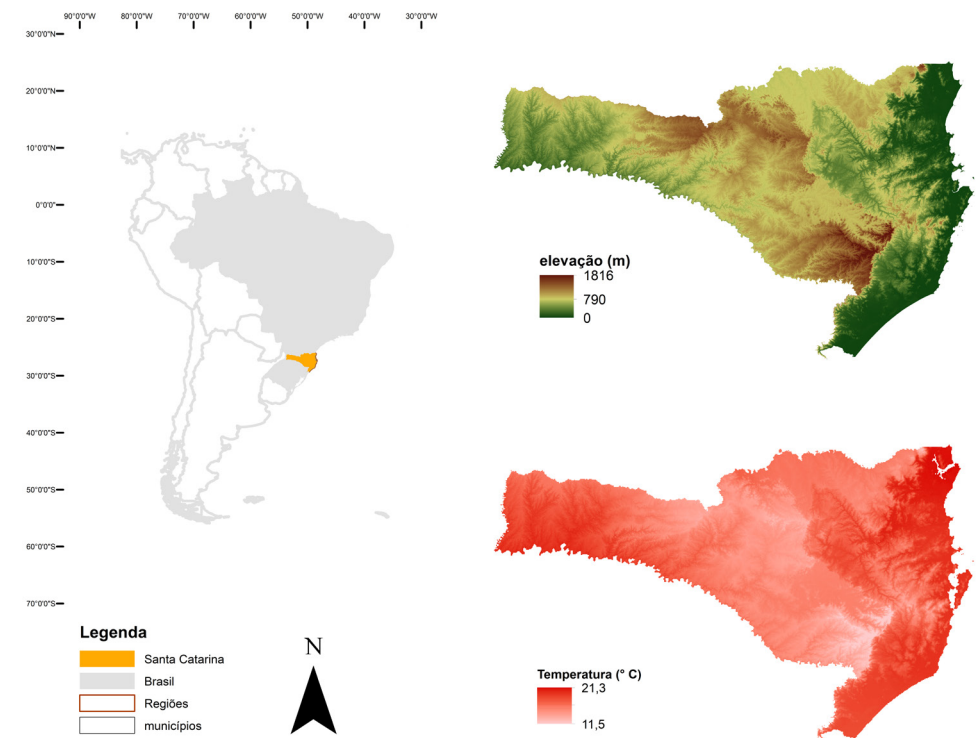 90°0'0"W 80°0'0"W 70°0'0"W 60°0'0"W 50°0'0"W 40°0'0"W 30°0'0"W
30°0'0"N
20°0'0"N
10°0'0"N
0°0'0"
10°0'0"S
20°0'0"S
30°0'0"S
40°0'0"S
50°0'0"S
60°0'0"S
70°0'0"S
elevação (m)
1816
790
0
Legenda
Santa Catarina
Brasil
Regiões
municípios
N
Temperatura (° C)
21,3
11,5